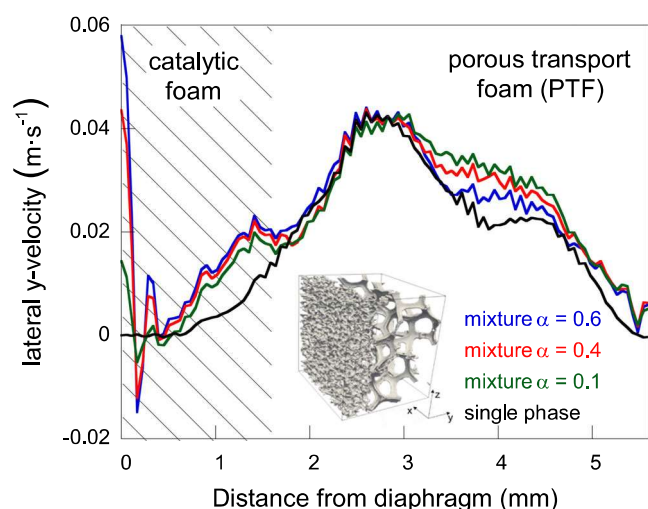 0.06
0.04
0.02
0
-0.02
lateral y-velocity (m·s⁻¹)
catalytic
foam
porous transport
foam (PTF)
mixture α = 0.6
mixture α = 0.4
mixture α = 0.1
single phase
z
x
y
0 1 2 3 4 5
Distance from diaphragm (mm)